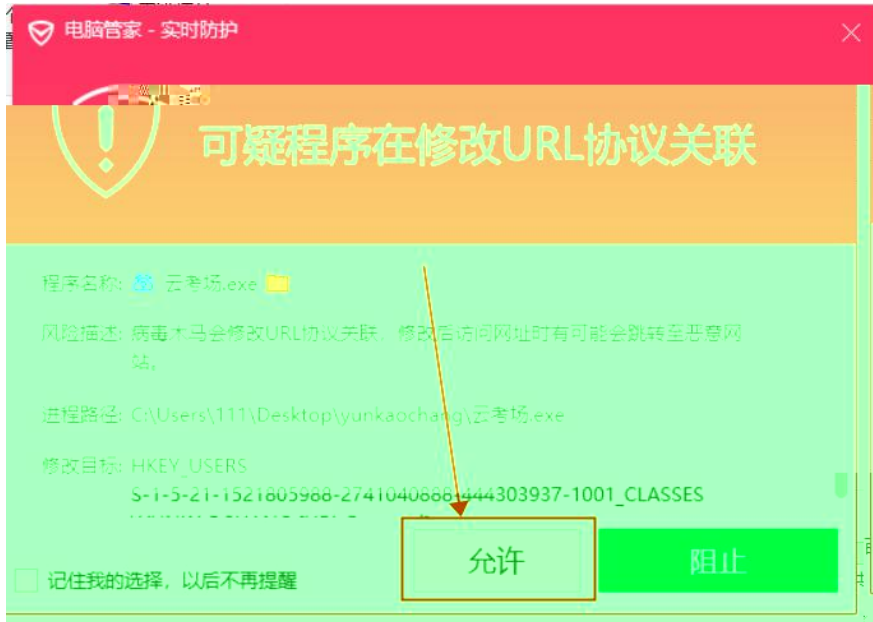 电脑管家 - 实时防护
可疑程序在修改URL协议关联
程序名称: 云考场.exe
风险描述: 病毒木马会修改URL协议关联，修改后访问网址时有可能会跳转至恶意网
站。
进程路径: C:\Users\111\Desktop\yunkaochang\云考场.exe
修改目标: HKEY_USERS
S-1-5-21-1521805988-2741040888-444303937-1001_CLASSES
记住我的选择，以后不再提醒
允许
阻止